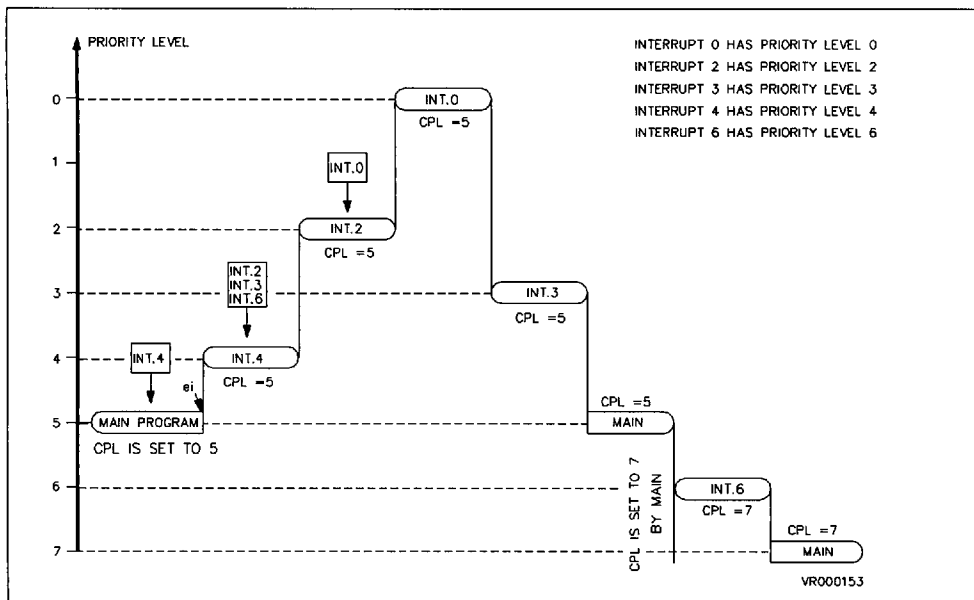 PRIORITY LEVEL
INTERRUPT 0 HAS PRIORITY LEVEL 0
INTERRUPT 2 HAS PRIORITY LEVEL 2
INTERRUPT 3 HAS PRIORITY LEVEL 3
INTERRUPT 4 HAS PRIORITY LEVEL 4
INTERRUPT 6 HAS PRIORITY LEVEL 6
0
INT.0
CPL =5
1
INT.0
2
INT.2
CPL =5
INT.2
INT.3
INT.6
3
INT.3
CPL =5
INT.4
4
INT.4
CPL =5
ei
CPL =5
5
MAIN PROGRAM
MAIN
CPL IS SET TO 5
CPL IS SET TO 7
BY MAIN
6
INT.6
CPL =7
CPL =7
7
MAIN
VR000153